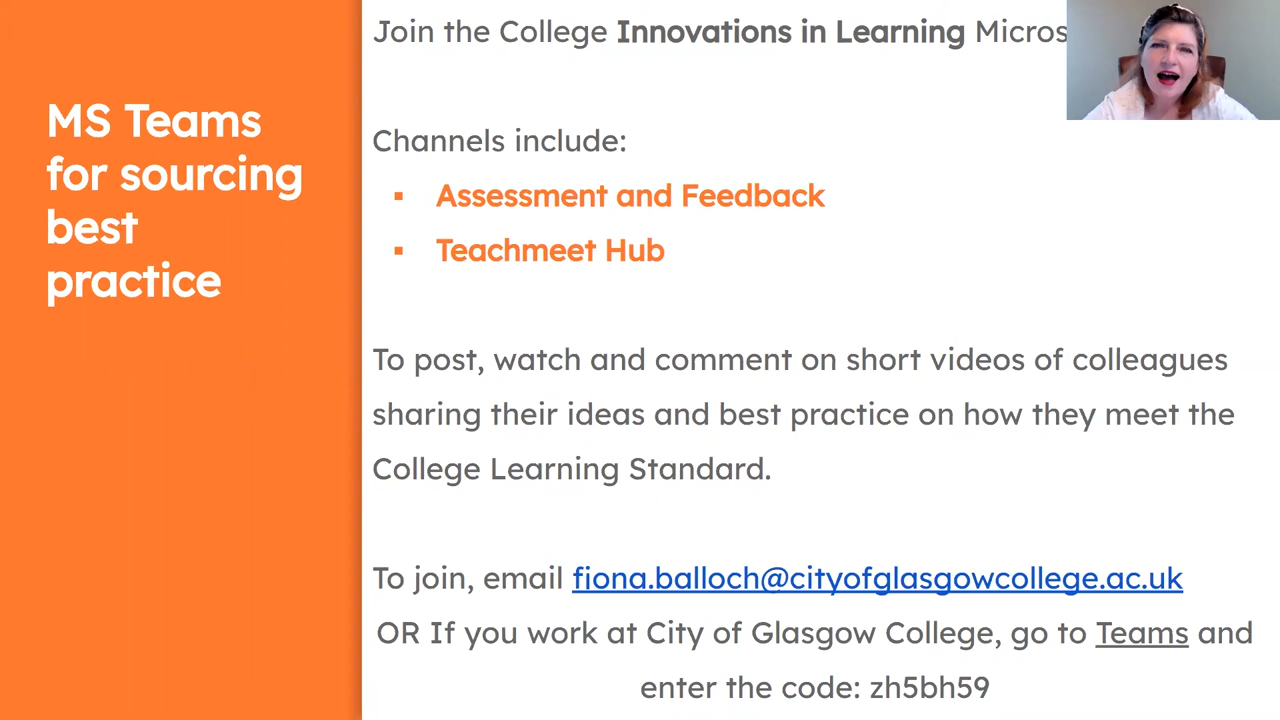 MS Teams
for sourcing
best
practice
Join the College Innovations in Learning
Channels include:
▪ Assessment and Feedback
▪ Teachmeet Hub
To post, watch and comment on short videos of colleagues
sharing their ideas and best practice on how they meet the
College Learning Standard.
To join, email fiona.balloch@cityofglasgowcollege.ac.uk
OR If you work at City of Glasgow College, go to Teams and
enter the code: zh5bh59